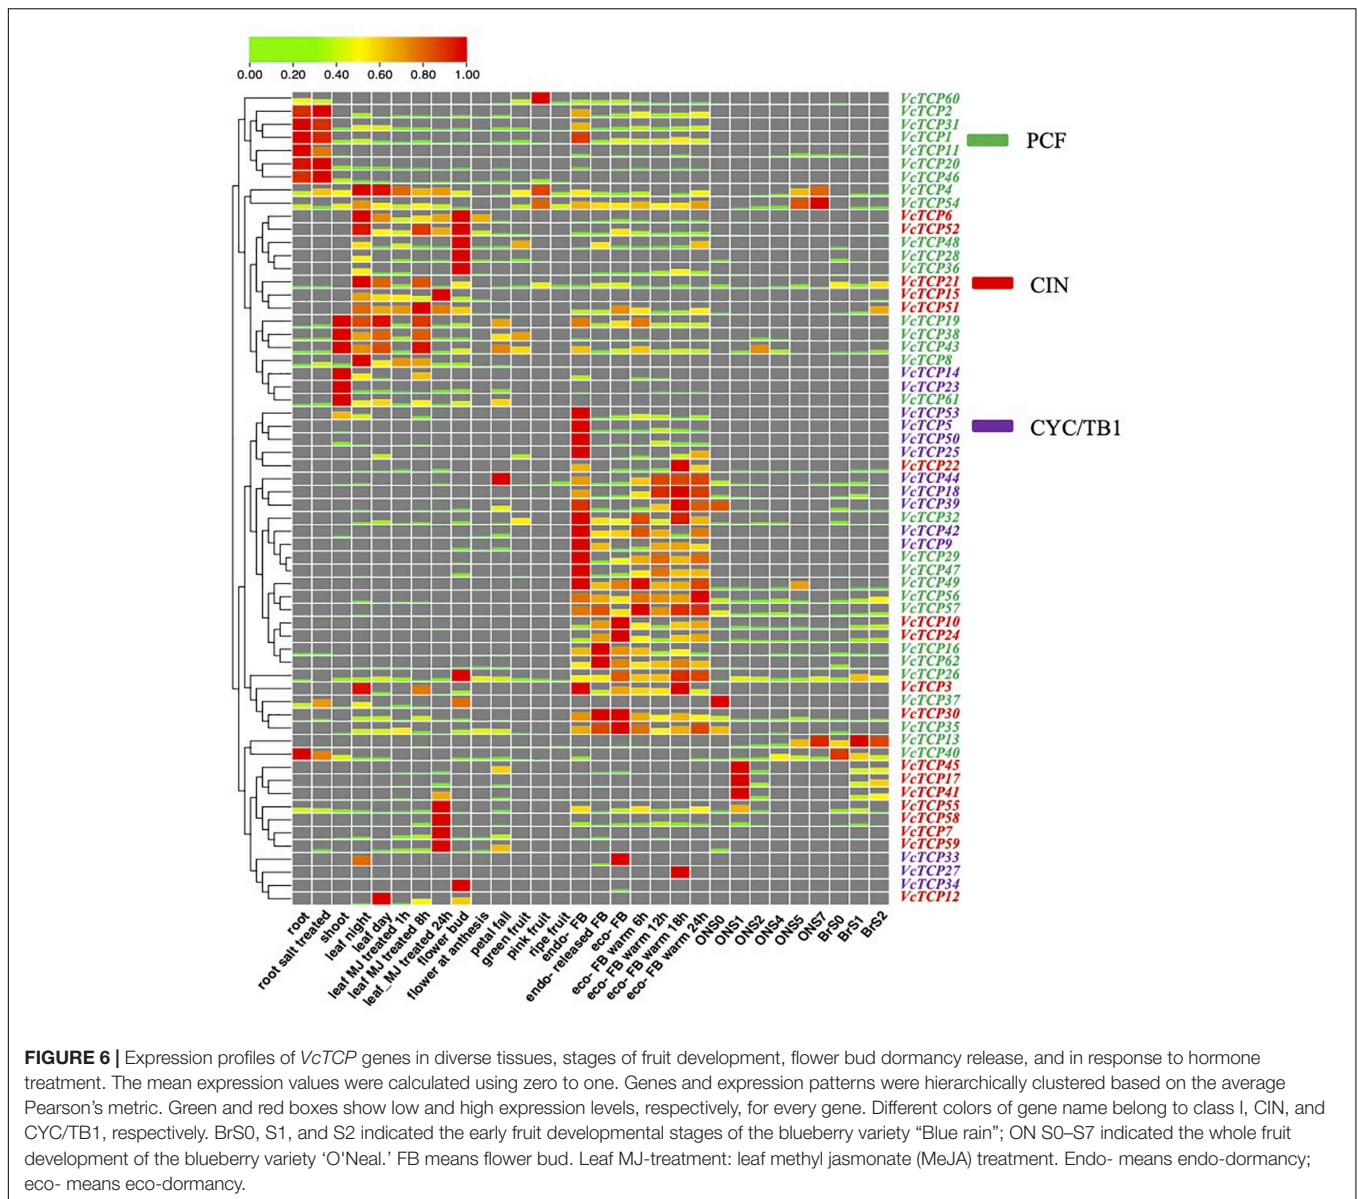 0.00 0.20 0.40 0.60 0.80 1.00
VcTCP60
VcTCP2
VcTCP31
VcTCP1
VcTCP11
VcTCP20
VcTCP46
VcTCP4
VcTCP54
VcTCP6
VcTCP52
VcTCP48
VcTCP28
VcTCP36
VcTCP21
VcTCP15
VcTCP51
VcTCP19
VcTCP38
VcTCP43
VcTCP8
VcTCP14
VcTCP23
VcTCP61
VcTCP53
VcTCP5
VcTCP50
VcTCP25
VcTCP22
VcTCP44
VcTCP18
VcTCP39
VcTCP32
VcTCP42
VcTCP9
VcTCP29
VcTCP47
VcTCP49
VcTCP56
VcTCP57
VcTCP10
VcTCP24
VcTCP16
VcTCP62
VcTCP26
VcTCP3
VcTCP37
VcTCP30
VcTCP35
VcTCP13
VcTCP40
VcTCP45
VcTCP17
VcTCP41
VcTCP55
VcTCP58
VcTCP7
VcTCP59
VcTCP33
VcTCP27
VcTCP34
VcTCP12
PCF
CIN
CYC/TB1
root
root salt treated
shoot
leaf night
leaf day
leaf MJ treated 1h
leaf MJ treated 8h
leaf_MJ treated 24h
flower bud
flower at anthesis
petal fall
green fruit
pink fruit
ripe fruit
endo- FB
endo- released FB
eco- FB
eco- FB warm 6h
eco- FB warm 12h
eco- FB warm 18h
eco- FB warm 24h
ONS0
ONS1
ONS2
ONS4
ONS5
ONS7
BrS0
BrS1
BrS2
FIGURE 6 | Expression profiles of VcTCP genes in diverse tissues, stages of fruit development, flower bud dormancy release, and in response to hormone
treatment. The mean expression values were calculated using zero to one. Genes and expression patterns were hierarchically clustered based on the average
Pearson's metric. Green and red boxes show low and high expression levels, respectively, for every gene. Different colors of gene name belong to class I, CIN, and
CYC/TB1, respectively. BrS0, S1, and S2 indicated the early fruit developmental stages of the blueberry variety “Blue rain”; ON S0–S7 indicated the whole fruit
development of the blueberry variety ‘O'Neal.’ FB means flower bud. Leaf MJ-treatment: leaf methyl jasmonate (MeJA) treatment. Endo- means endo-dormancy;
eco- means eco-dormancy.